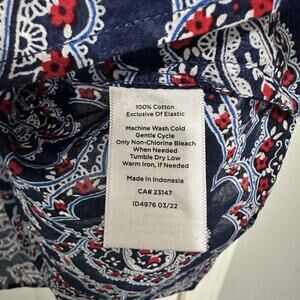 100% Cotton
Exclusive Of Elastic
Machine Wash Cold
Gentle Cycle
Only Non-Chlorine Bleach
When Needed
Tumble Dry Low
Warm Iron, If Needed
Made In Indonesia
CA# 23147
ID4976 03/22